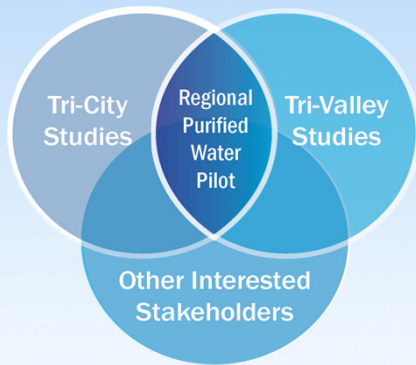 Tri-City
Studies
Regional
Purified
Water
Pilot
Tri-Valley
Studies
Other Interested
Stakeholders